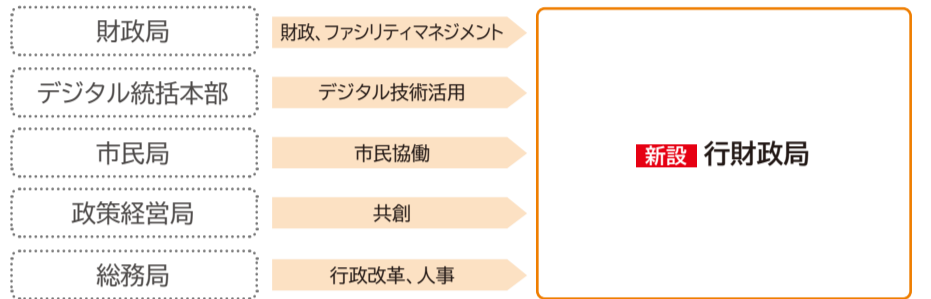 財政局
財政、ファシリティマネジメント
デジタル統括本部
デジタル技術活用
市民局
市民協働
政策経営局
共創
総務局
行政改革、人事
新設 行財政局